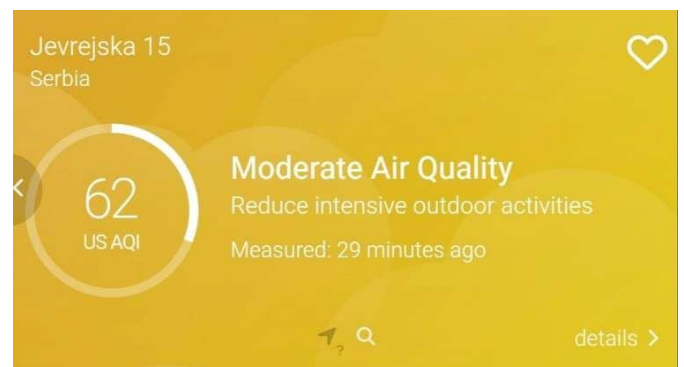 Jevrejska 15
Serbia
62
US AQI
Moderate Air Quality
Reduce intensive outdoor activities
Measured: 29 minutes ago
?
details